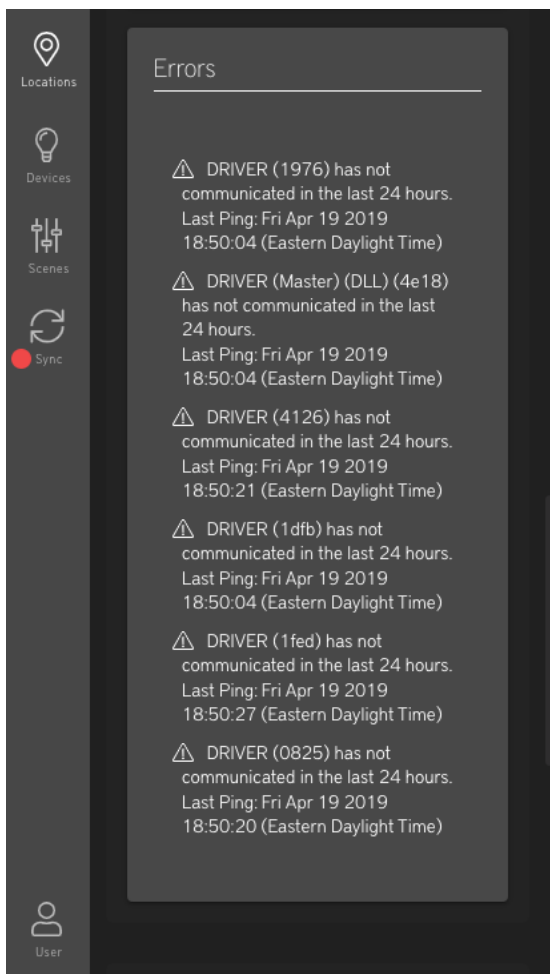 Locations
Devices
Scenes
Sync
User
Errors
DRIVER (1976) has not
communicated in the last 24 hours.
Last Ping: Fri Apr 19 2019
18:50:04 (Eastern Daylight Time)
DRIVER (Master) (DLL) (4e18)
has not communicated in the last
24 hours.
Last Ping: Fri Apr 19 2019
18:50:04 (Eastern Daylight Time)
DRIVER (4126) has not
communicated in the last 24 hours.
Last Ping: Fri Apr 19 2019
18:50:21 (Eastern Daylight Time)
DRIVER (1dfb) has not
communicated in the last 24 hours.
Last Ping: Fri Apr 19 2019
18:50:04 (Eastern Daylight Time)
DRIVER (1fed) has not
communicated in the last 24 hours.
Last Ping: Fri Apr 19 2019
18:50:27 (Eastern Daylight Time)
DRIVER (0825) has not
communicated in the last 24 hours.
Last Ping: Fri Apr 19 2019
18:50:20 (Eastern Daylight Time)